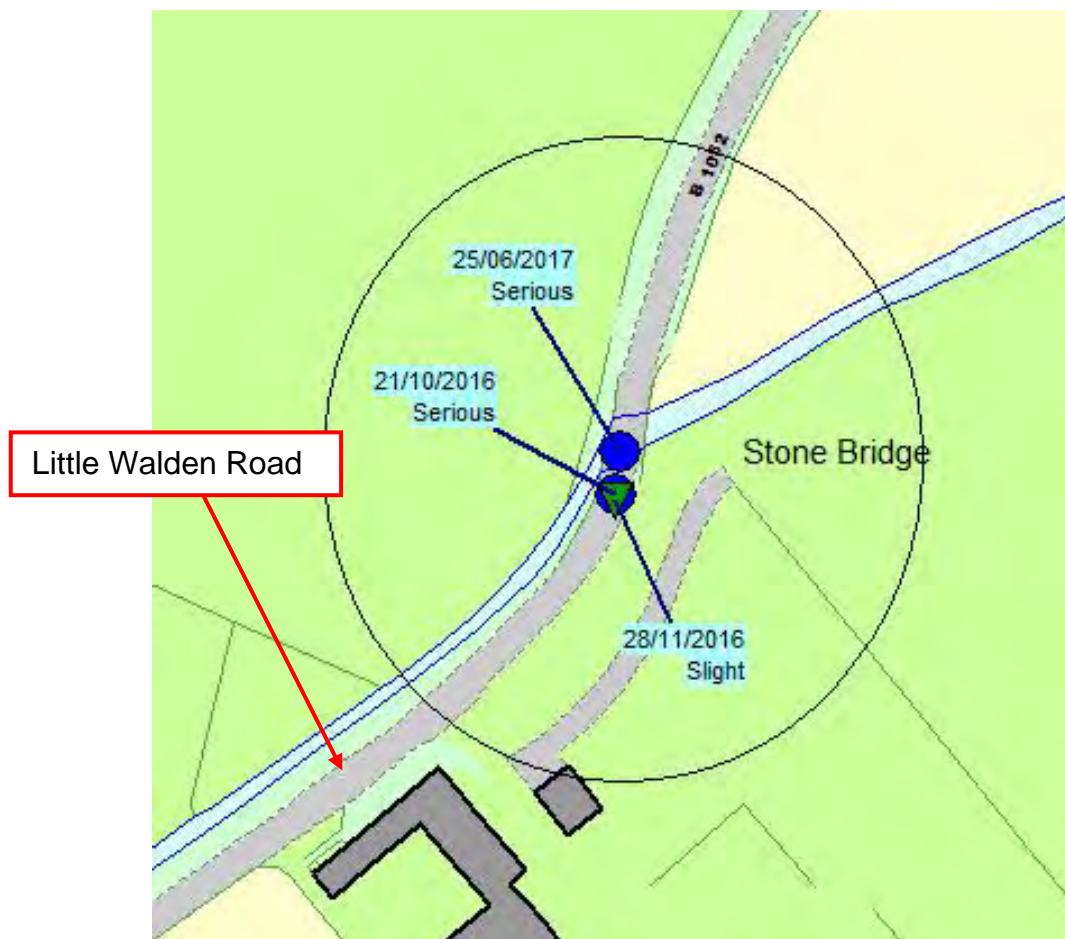 B 1052
25/06/2017
Serious
21/10/2016
Serious
Stone Bridge
Little Walden Road
28/11/2016
Slight